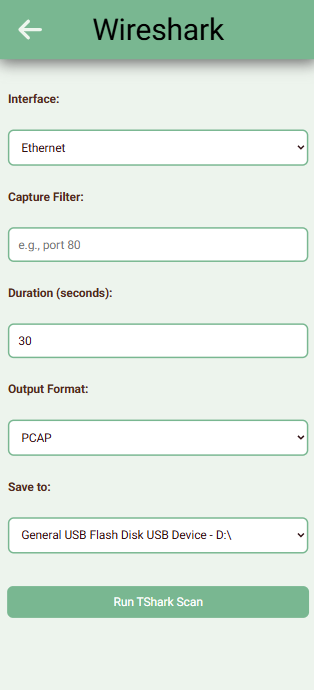 Wireshark
Interface:
Ethernet
Capture Filter:
e.g., port 80
Duration (seconds):
30
Output Format:
PCAP
Save to:
General USB Flash Disk USB Device - D:\
Run TShark Scan